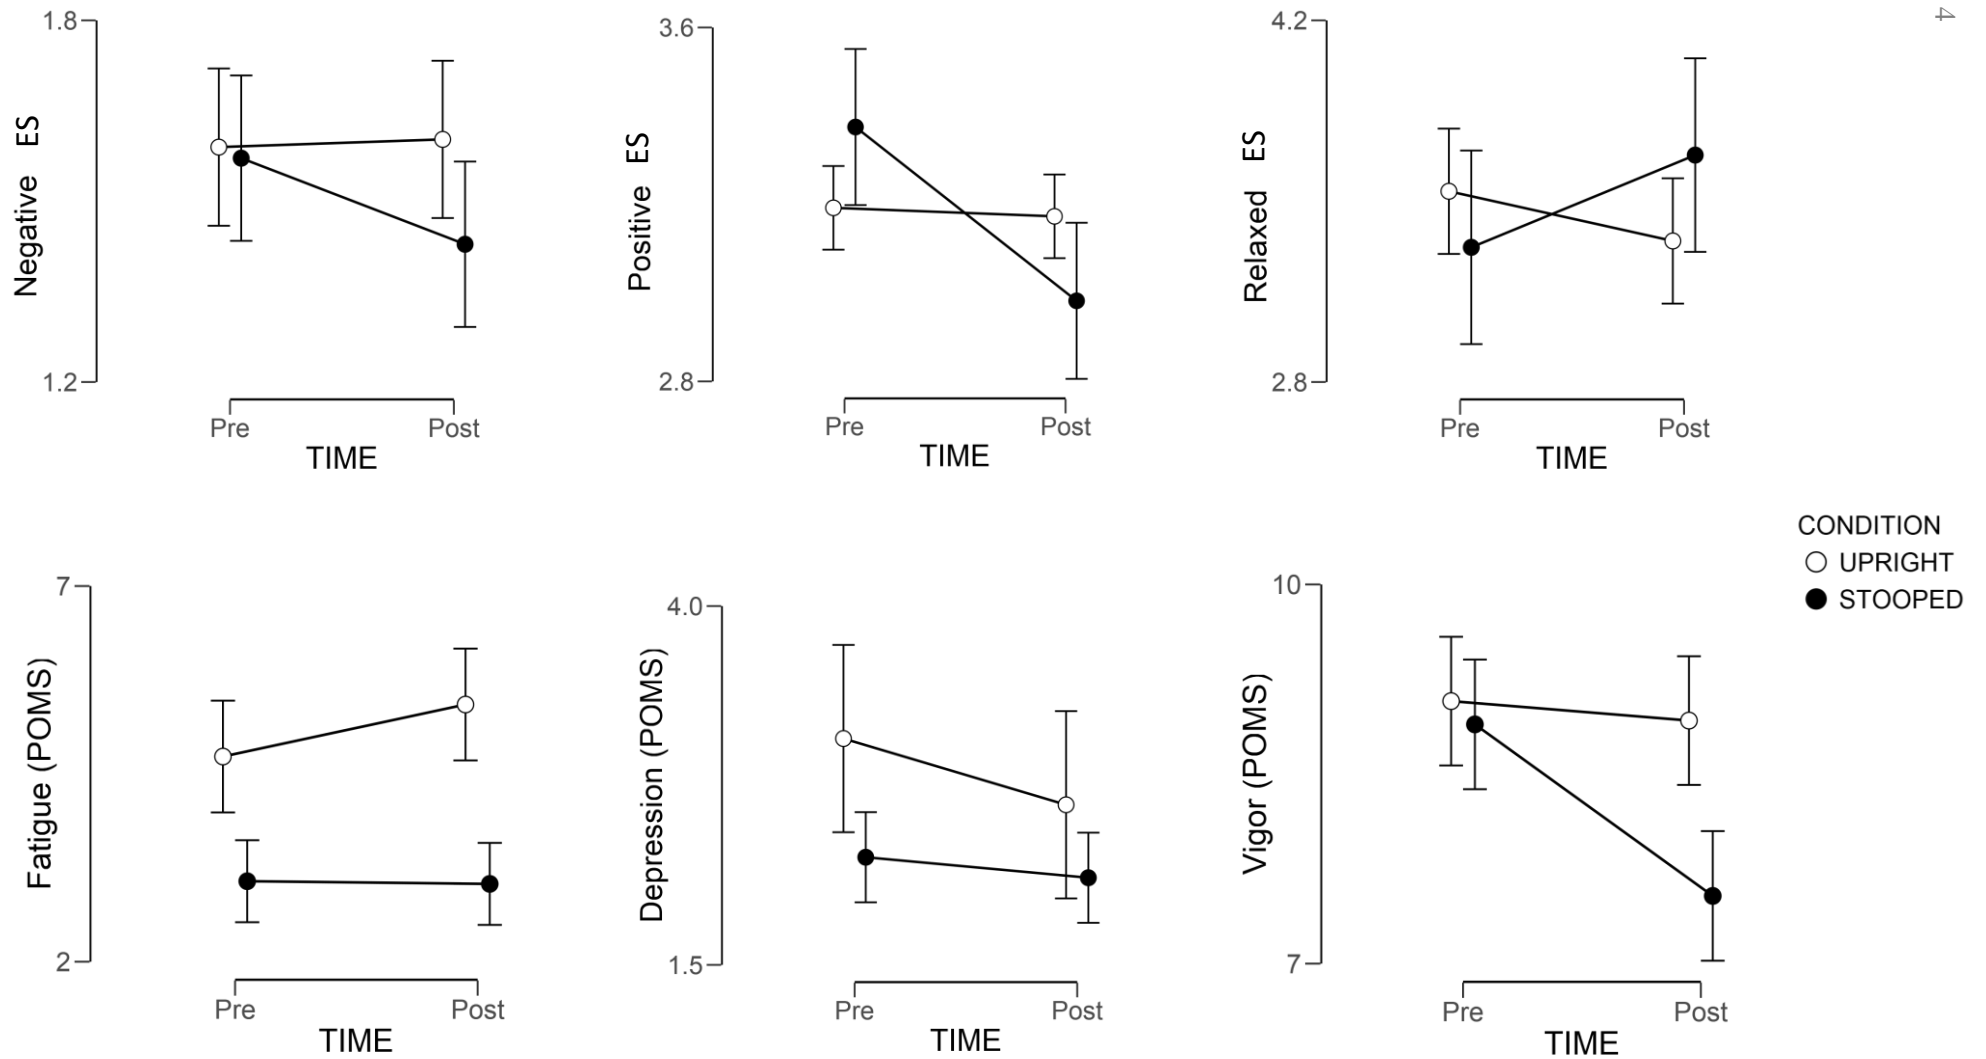 4
1.8
Negative ES
1.2
Pre Post
TIME
3.6
Positive ES
2.8
Pre Post
TIME
4.2
Relaxed ES
2.8
Pre Post
TIME
CONDITION
UPRIGHT
STOOPED
7
Fatigue (POMS)
2
Pre Post
TIME
4.0
Depression (POMS)
1.5
Pre Post
TIME
10
Vigor (POMS)
7
Pre Post
TIME